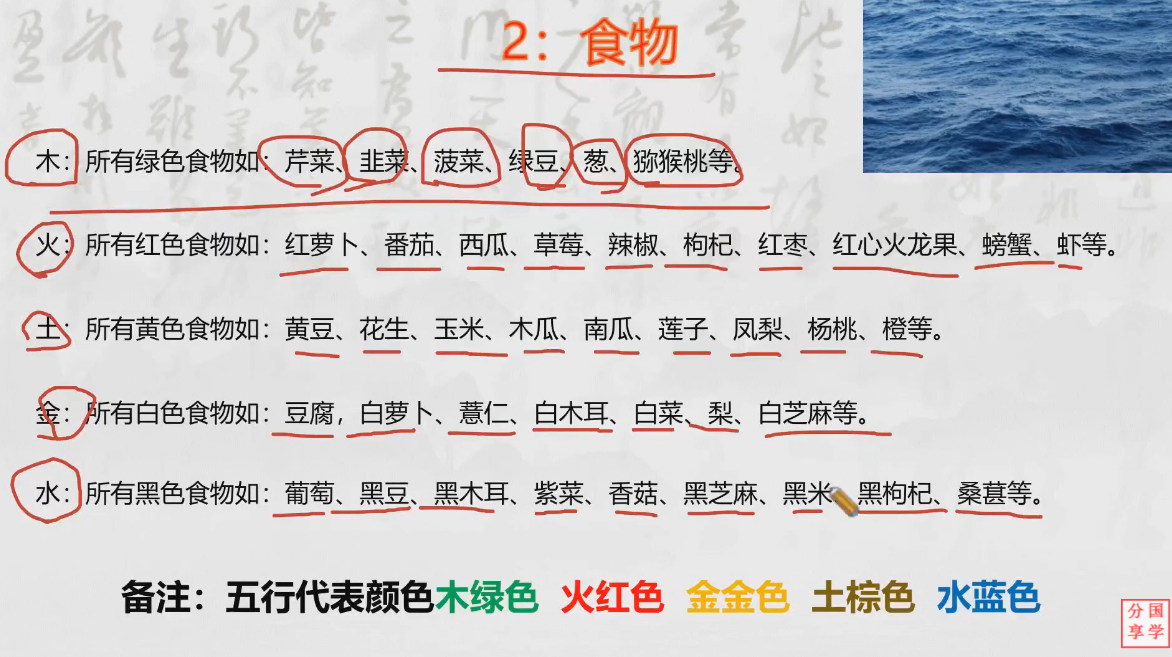 2：食物
木：所有绿色食物如：芹菜、韭菜、菠菜、绿豆、葱、猕猴桃等。
火：所有红色食物如：红萝卜、番茄、西瓜、草莓、辣椒、枸杞、红枣、红心火龙果、螃蟹、虾等。
土：所有黄色食物如：黄豆、花生、玉米、木瓜、南瓜、莲子、凤梨、杨桃、橙等。
金：所有白色食物如：豆腐，白萝卜、薏仁、白木耳、白菜、梨、白芝麻等。
水：所有黑色食物如：葡萄、黑豆、黑木耳、紫菜、香菇、黑芝麻、黑米、黑枸杞、桑葚等。
备注：五行代表颜色木绿色 火红色 金金色 土棕色 水蓝色
分国
享学